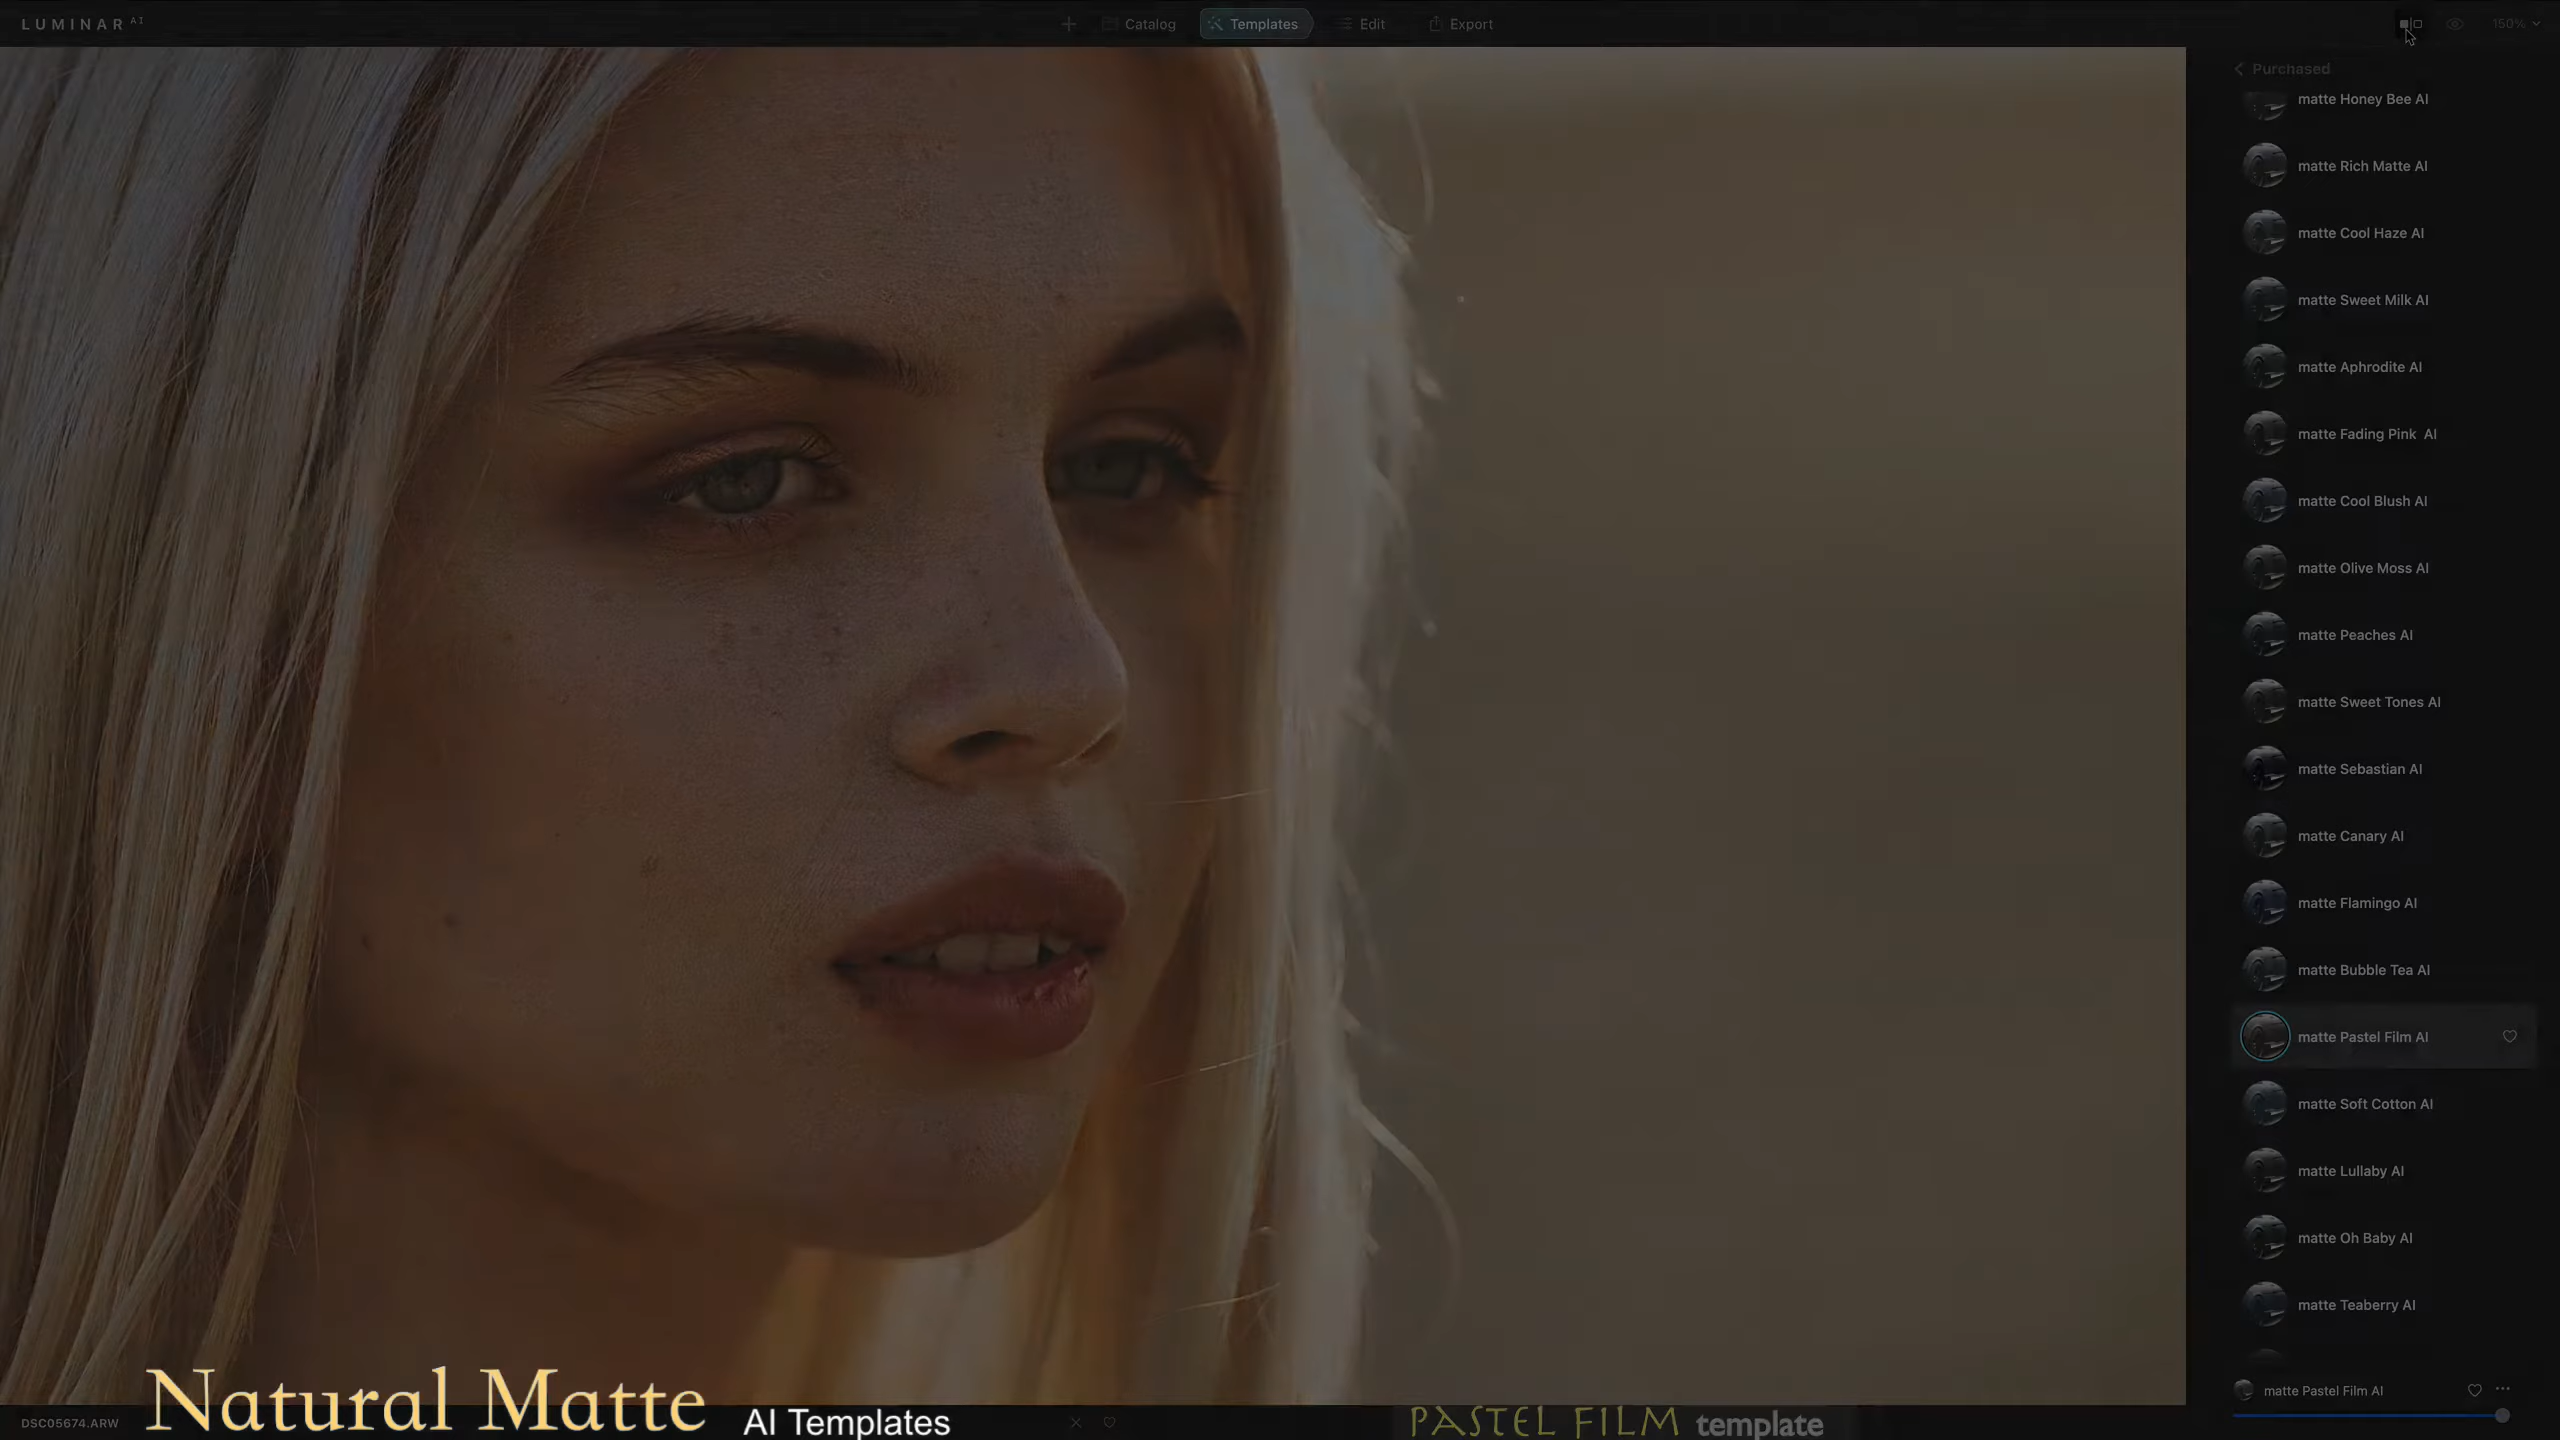 LUMINAR AI
Catalog
Templates
Edit
Export
150%
Purchased
matte Honey Bee AI
matte Rich Matte AI
matte Cool Haze AI
matte Sweet Milk AI
matte Aphrodite AI
matte Fading Pink AI
matte Cool Blush AI
matte Olive Moss AI
matte Peaches AI
matte Sweet Tones AI
matte Sebastian AI
matte Canary AI
matte Flamingo AI
matte Bubble Tea AI
matte Pastel Film AI
matte Soft Cotton AI
matte Lullaby AI
matte Oh Baby AI
matte Teaberry AI
matte Pastel Film AI
DSC05674.ARW
Natural Matte AI Templates
PASTEL FILM template